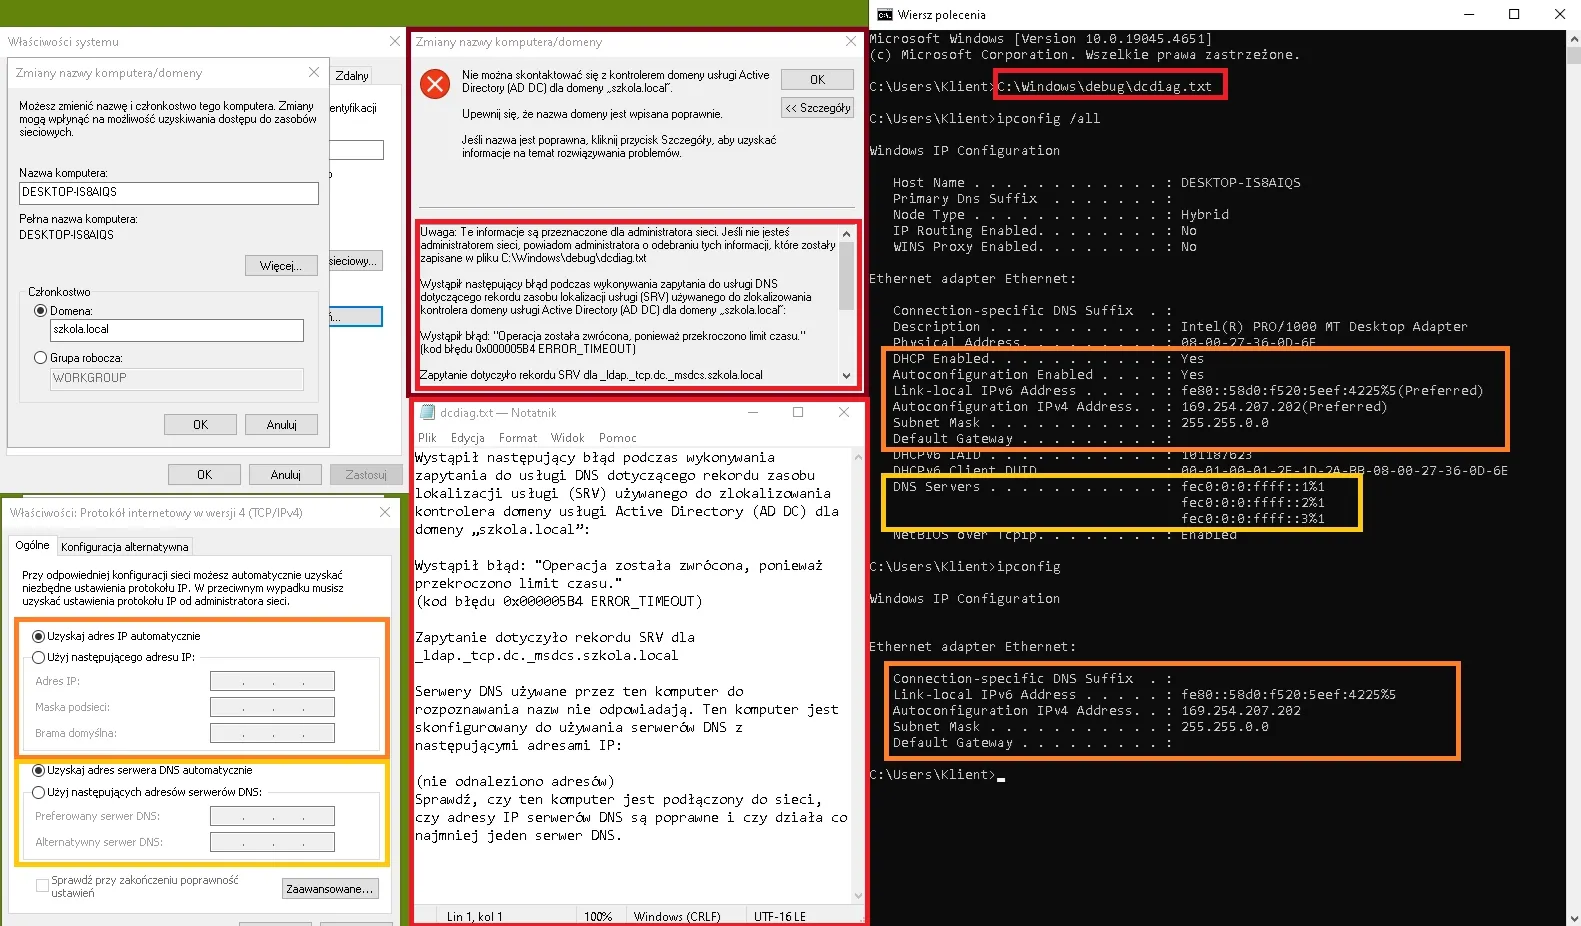 Właściwości systemu
Zmiany nazwy komputera/domeny
Zdalny
Możesz zmienić nazwę i członkostwo tego komputera. Zmiany
mogą wpłynąć na możliwość uzyskiwania dostępu do zasobów
sieciowych.
entyfikacji
Nazwa komputera:
DESKTOP-IS8AIQS
Pełna nazwa komputera:
DESKTOP-IS8AIQS
Więcej...
sieciowy...
Członkostwo
Domena:
szkola.local
Grupa robocza:
WORKGROUP
OK
Anuluj
OK
Anuluj
Zastosuj
Właściwości: Protokół internetowy w wersji 4 (TCP/IPv4)
Ogólne
Konfiguracja alternatywna
Przy odpowiedniej konfiguracji sieci możesz automatycznie uzyskać
niezbędne ustawienia protokołu IP. W przeciwnym wypadku musisz
uzyskać ustawienia protokołu IP od administratora sieci.
Uzyskaj adres IP automatycznie
Użyj następującego adresu IP:
Adres IP:
Maska podsieci:
Brama domyślna:
Uzyskaj adres serwera DNS automatycznie
Użyj następujących adresów serwerów DNS:
Preferowany serwer DNS:
Alternatywny serwer DNS:
Sprawdź przy zakończeniu poprawność
ustawień
Zaawansowane...
Zmiany nazwy komputera/domeny
Nie można skontaktować się z kontrolerem domeny usługi Active
Directory (AD DC) dla domeny „szkola.local".
Upewnij się, że nazwa domeny jest wpisana poprawnie.
Jeśli nazwa jest poprawna, kliknij przycisk Szczegóły, aby uzyskać
informacje na temat rozwiązywania problemów.
OK
<< Szczegóły
Uwaga: Te informacje są przeznaczone dla administratora sieci. Jeśli nie jesteś
administratorem sieci, powiadom administratora o odebraniu tych informacji, które zostały
zapisane w pliku C:\Windows\debug\dcdiag.txt
Wystąpił następujący błąd podczas wykonywania zapytania do usługi DNS
dotyczącego rekordu zasobu lokalizacji usługi (SRV) używanego do zlokalizowania
kontrolera domeny usługi Active Directory (AD DC) dla domeny „szkola.local":
Wystąpił błąd: "Operacja została zwrócona, ponieważ przekroczono limit czasu."
(kod błędu 0x000005B4 ERROR_TIMEOUT)
Zapytanie dotyczyło rekordu SRV dla _ldap._tcp.dc._msdcs.szkola.local
dcdiag.txt — Notatnik
Plik Edycja Format Widok Pomoc
Wystąpił następujący błąd podczas wykonywania
zapytania do usługi DNS dotyczącego rekordu zasobu
lokalizacji usługi (SRV) używanego do zlokalizowania
kontrolera domeny usługi Active Directory (AD DC) dla
domeny „szkola.local”:
Wystąpił błąd: "Operacja została zwrócona, ponieważ
przekroczono limit czasu."
(kod błędu 0x000005B4 ERROR_TIMEOUT)
Zapytanie dotyczyło rekordu SRV dla
_ldap._tcp.dc._msdcs.szkola.local
Serwery DNS używane przez ten komputer do
rozpoznawania nazw nie odpowiadają. Ten komputer jest
skonfigurowany do używania serwerów DNS z
następującymi adresami IP:
(nie odnaleziono adresów)
Sprawdź, czy ten komputer jest podłączony do sieci,
czy adresy IP serwerów DNS są poprawne i czy działa co
najmniej jeden serwer DNS.
Lin 1, kol 1 100% Windows (CRLF) UTF-16 LE
Wiersz polecenia
Microsoft Windows [Version 10.0.19045.4651]
(c) Microsoft Corporation. Wszelkie prawa zastrzeżone.
C:\Users\Klient>C:\Windows\debug\dcdiag.txt
C:\Users\Klient>ipconfig /all
Windows IP Configuration
Host Name . . . . . . . . . . . . : DESKTOP-IS8AIQS
Primary Dns Suffix . . . . . . . :
Node Type . . . . . . . . . . . . : Hybrid
IP Routing Enabled. . . . . . . . : No
WINS Proxy Enabled. . . . . . . . : No
Ethernet adapter Ethernet:
Connection-specific DNS Suffix . :
Description . . . . . . . . . . . : Intel(R) PRO/1000 MT Desktop Adapter
Physical Address. . . . . . . . . : 08-00-27-36-0D-6E
DHCP Enabled. . . . . . . . . . . : Yes
Autoconfiguration Enabled . . . . : Yes
Link-local IPv6 Address . . . . . : fe80::58d0:f520:5eef:4225%5(Preferred)
Autoconfiguration IPv4 Address. . : 169.254.207.202(Preferred)
Subnet Mask . . . . . . . . . . . : 255.255.0.0
Default Gateway . . . . . . . . . :
DHCPv6 IAID . . . . . . . . . . . : 101187623
DHCPv6 Client DUID. . . . . . . . : 00-01-00-01-2E-1D-2A-BB-08-00-27-36-0D-6E
DNS Servers . . . . . . . . . . . : fec0:0:0:ffff::1%1
fec0:0:0:ffff::2%1
fec0:0:0:ffff::3%1
NetBIOS over Tcpip. . . . . . . . : Enabled
C:\Users\Klient>ipconfig
Windows IP Configuration
Ethernet adapter Ethernet:
Connection-specific DNS Suffix . :
Link-local IPv6 Address . . . . . : fe80::58d0:f520:5eef:4225%5
Autoconfiguration IPv4 Address. . : 169.254.207.202
Subnet Mask . . . . . . . . . . . : 255.255.0.0
Default Gateway . . . . . . . . . :
C:\Users\Klient>